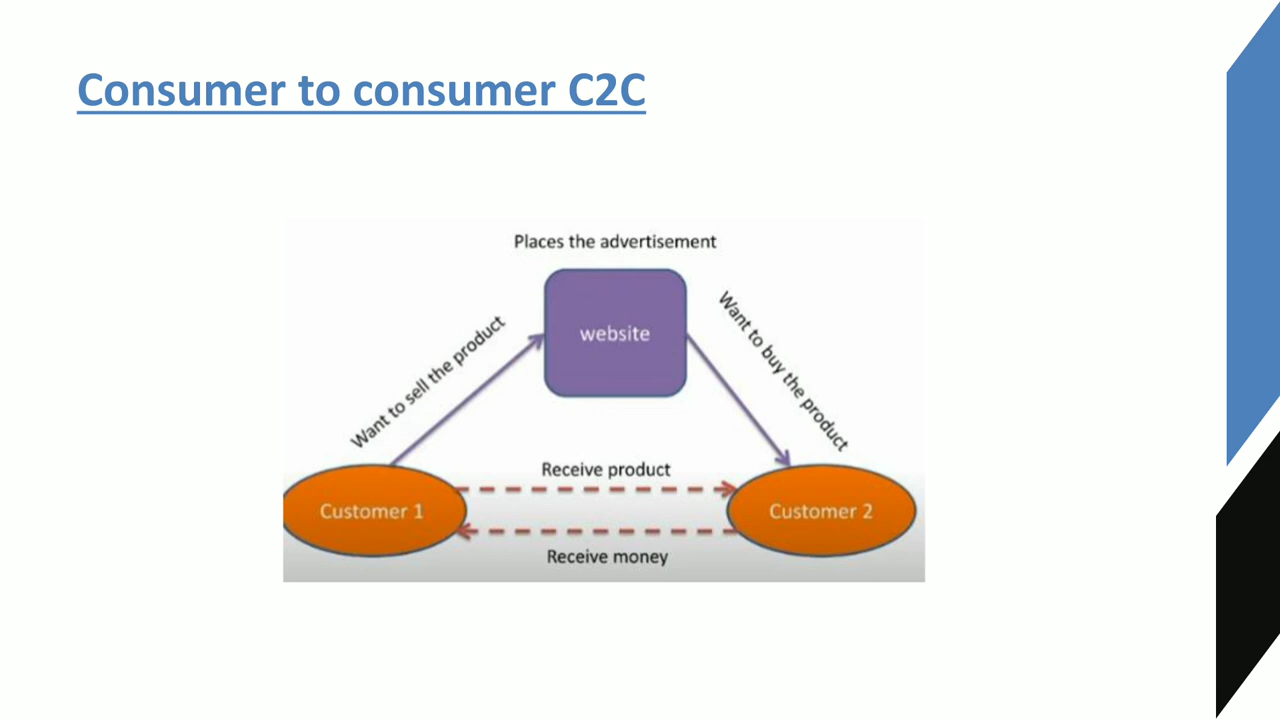 Consumer to consumer C2C
Places the advertisement
website
Want to sell the product
Want to buy the product
Receive product
Customer 1
Customer 2
Receive money